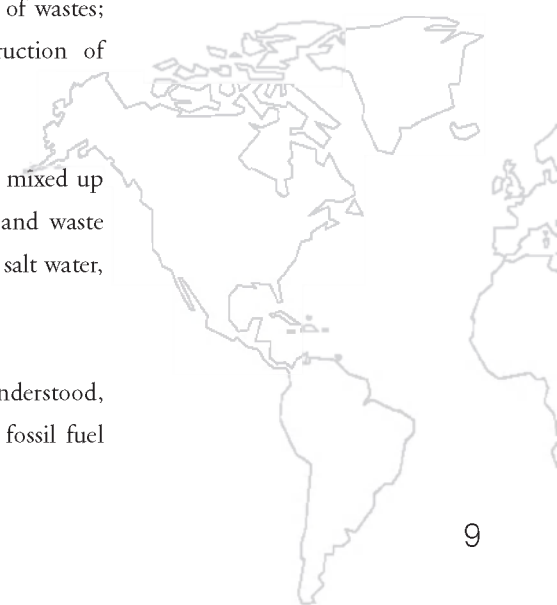 of wastes;
ruction of
mixed up
and waste
salt water,
nderstood,
fossil fuel
9